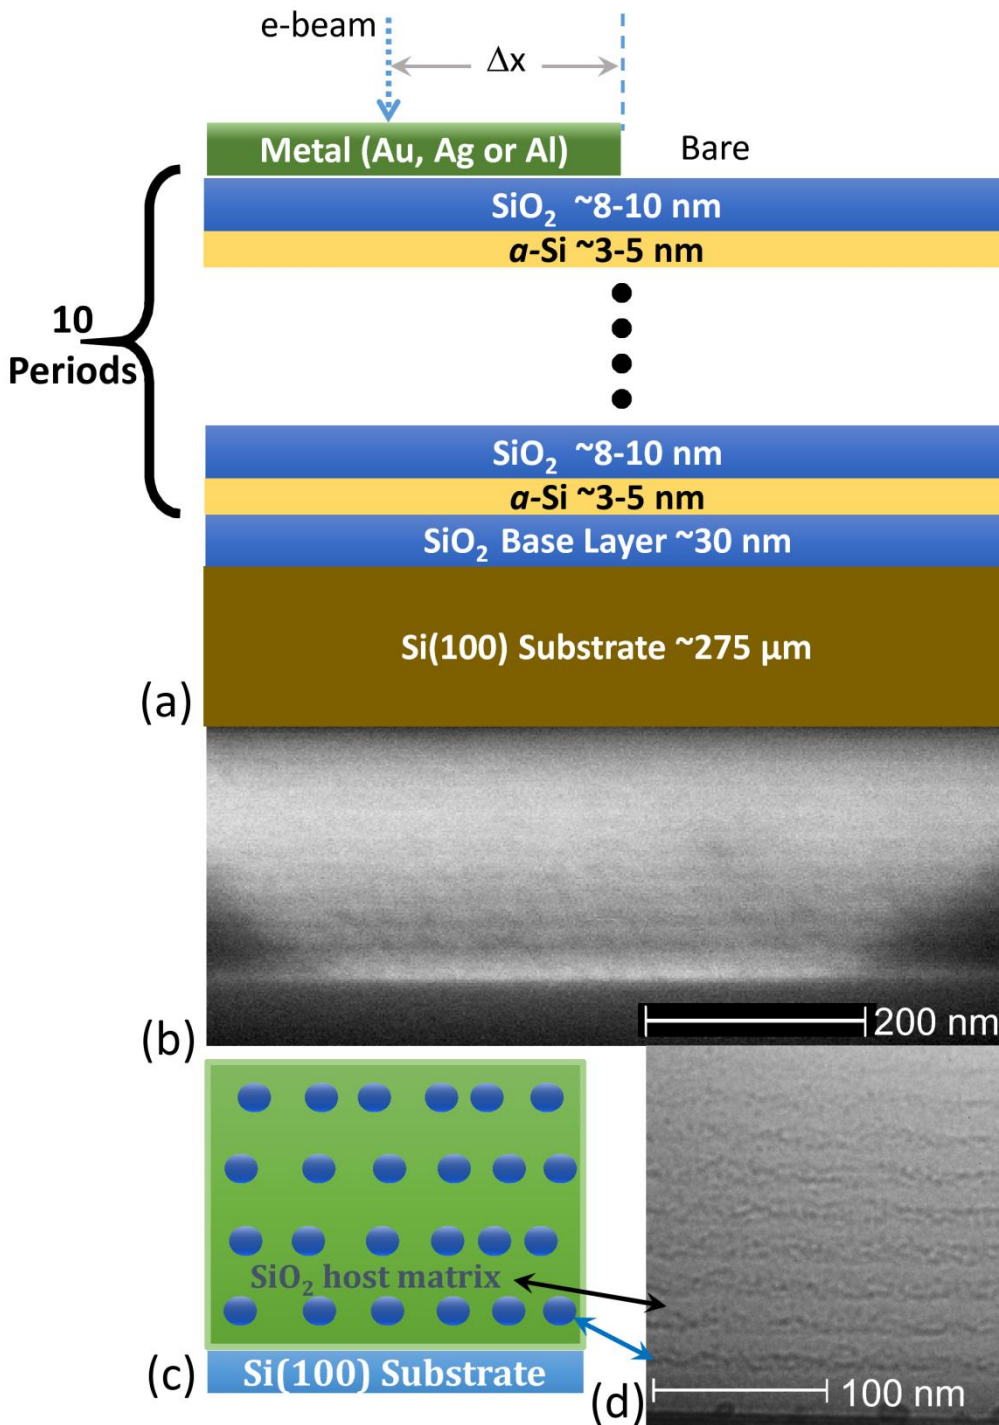 e-beam
Δx
Metal (Au, Ag or Al)
Bare
SiO₂ ~8-10 nm
a-Si ~3-5 nm
10
Periods
SiO₂ ~8-10 nm
a-Si ~3-5 nm
SiO₂ Base Layer ~30 nm
Si(100) Substrate ~275 µm
(a)
200 nm
(b)
SiO₂ host matrix
Si(100) Substrate
(c)
100 nm
(d)